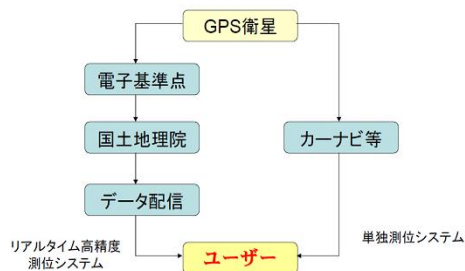 GPS衛星
電子基準点
国土地理院
カーナビ等
データ配信
リアルタイム高精度
測位システム
単独測位システム
ユーザー